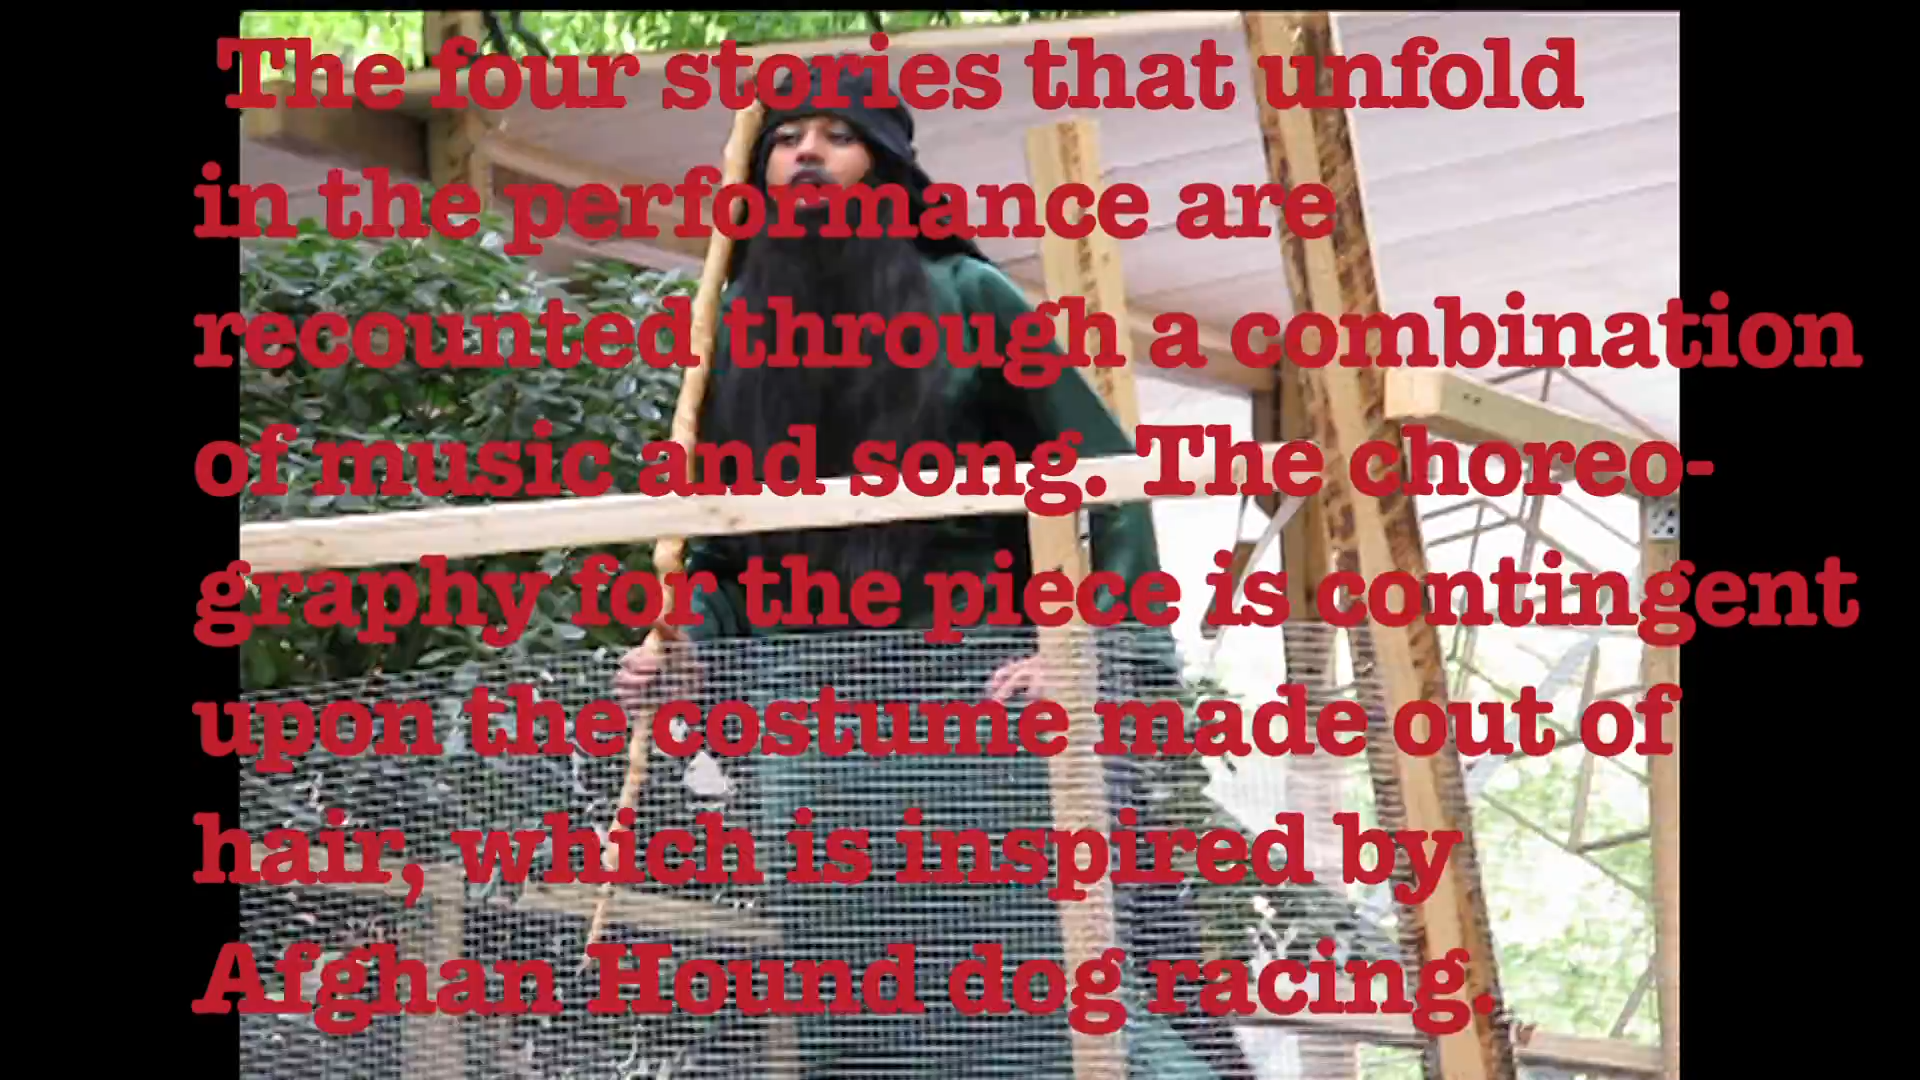 The four stories that unfold
in the performance are
recounted through a combination
of music and song. The choreo-
graphy for the piece is contingent
upon the costume made out of
hair, which is inspired by
Afghan Hound dog racing.